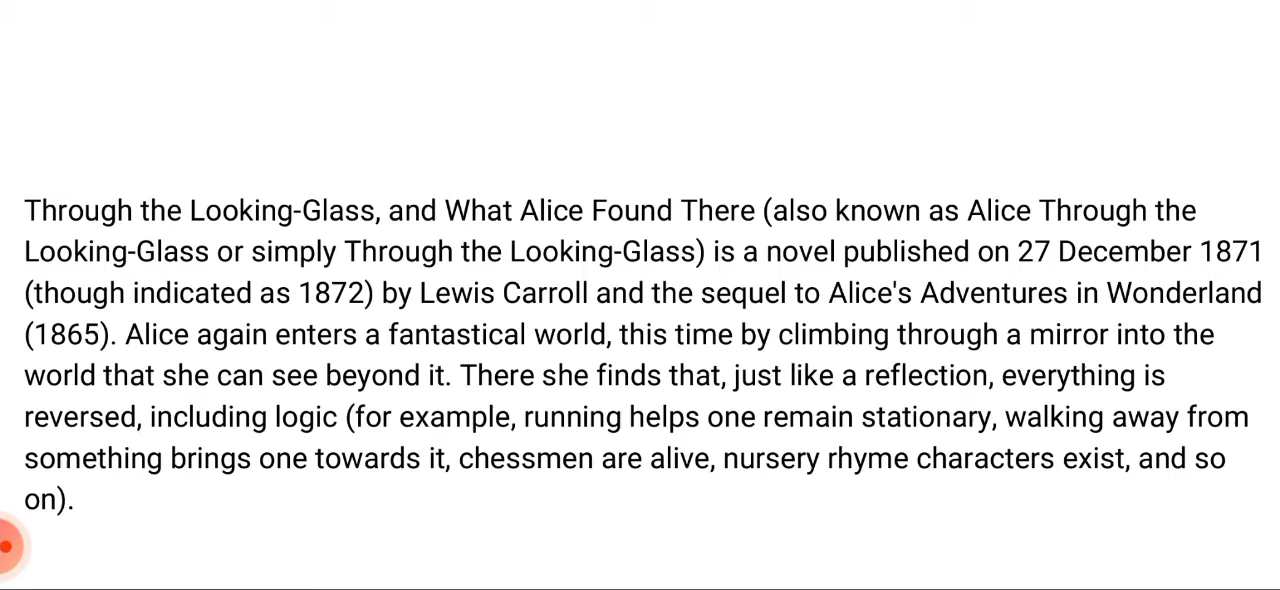 Through the Looking-Glass, and What Alice Found There (also known as Alice Through the
Looking-Glass or simply Through the Looking-Glass) is a novel published on 27 December 1871
(though indicated as 1872) by Lewis Carroll and the sequel to Alice's Adventures in Wonderland
(1865). Alice again enters a fantastical world, this time by climbing through a mirror into the
world that she can see beyond it. There she finds that, just like a reflection, everything is
reversed, including logic (for example, running helps one remain stationary, walking away from
something brings one towards it, chessmen are alive, nursery rhyme characters exist, and so
on).